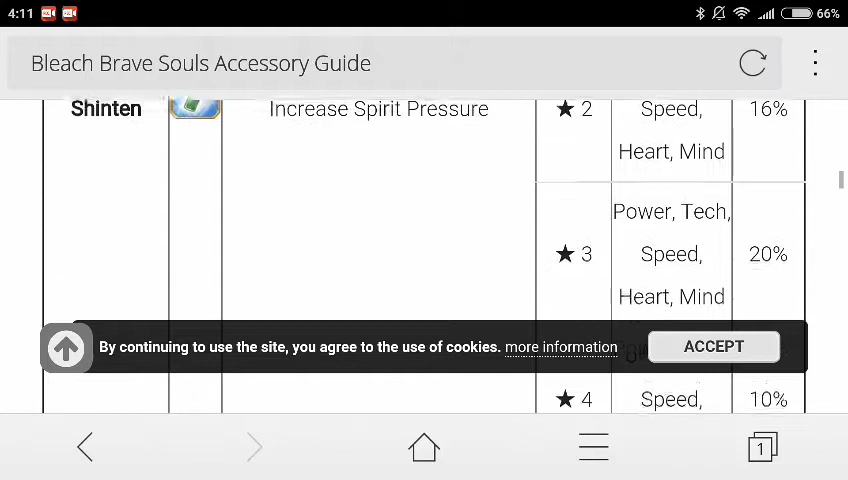 4:11
66%
Bleach Brave Souls Accessory Guide
Shinten
Increase Spirit Pressure
★ 2
Speed,
Heart, Mind
16%
★ 3
Power, Tech,
Speed,
Heart, Mind
20%
By continuing to use the site, you agree to the use of cookies. more information
ACCEPT
★ 4
Speed,
10%
1